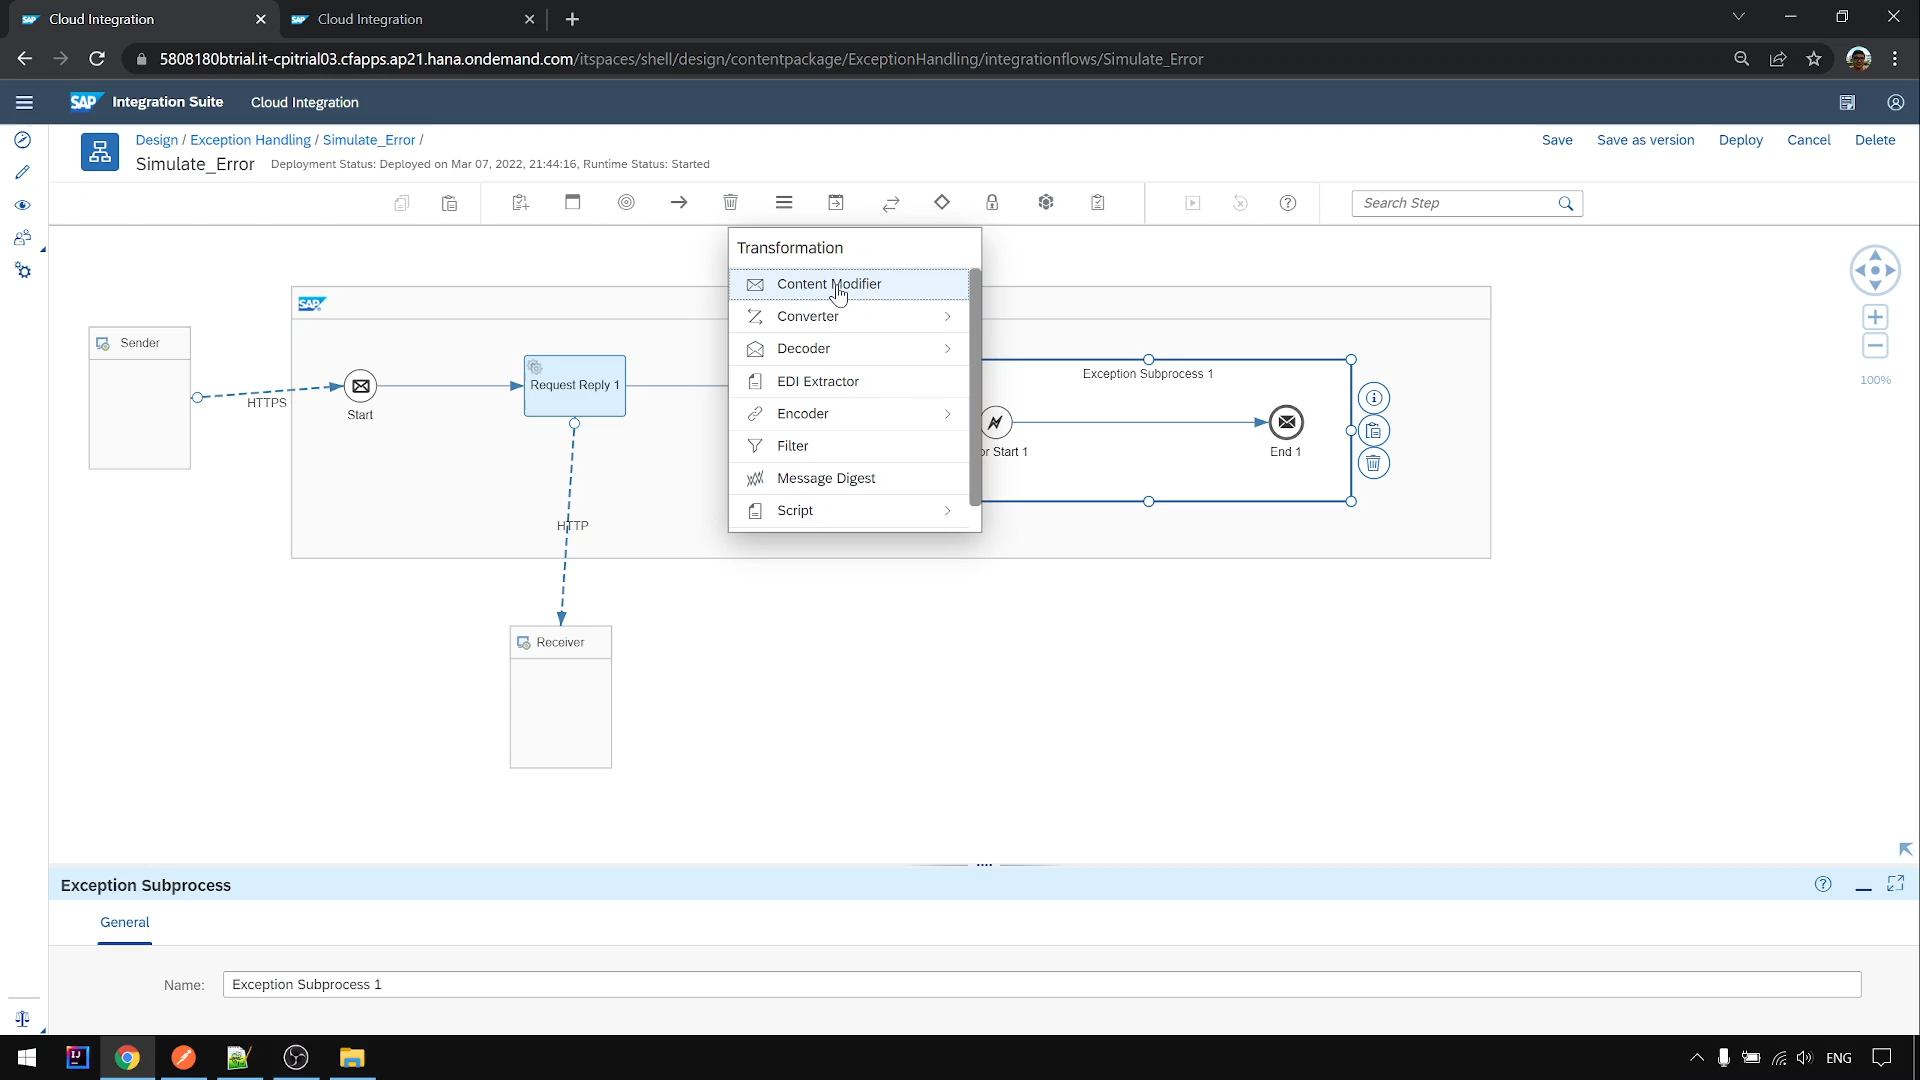 Cloud Integration
Cloud Integration
5808180btrial.it-cpitrial03.cfapps.ap21.hana.ondemand.com/itspaces/shell/design/contentpackage/ExceptionHandling/integrationflows/Simulate_Error
SAP Integration Suite Cloud Integration
Design / Exception Handling / Simulate_Error /
Simulate_Error Deployment Status: Deployed on Mar 07, 2022, 21:44:16, Runtime Status: Started
Save Save as version Deploy Cancel Delete
Search Step
Transformation
Content Modifier
Converter
Decoder
EDI Extractor
Encoder
Filter
Message Digest
Script
SAP
Sender
HTTPS
Start
Request Reply 1
HTTP
Receiver
Exception Subprocess 1
or Start 1
End 1
100%
Exception Subprocess
General
Name: Exception Subprocess 1
ENG